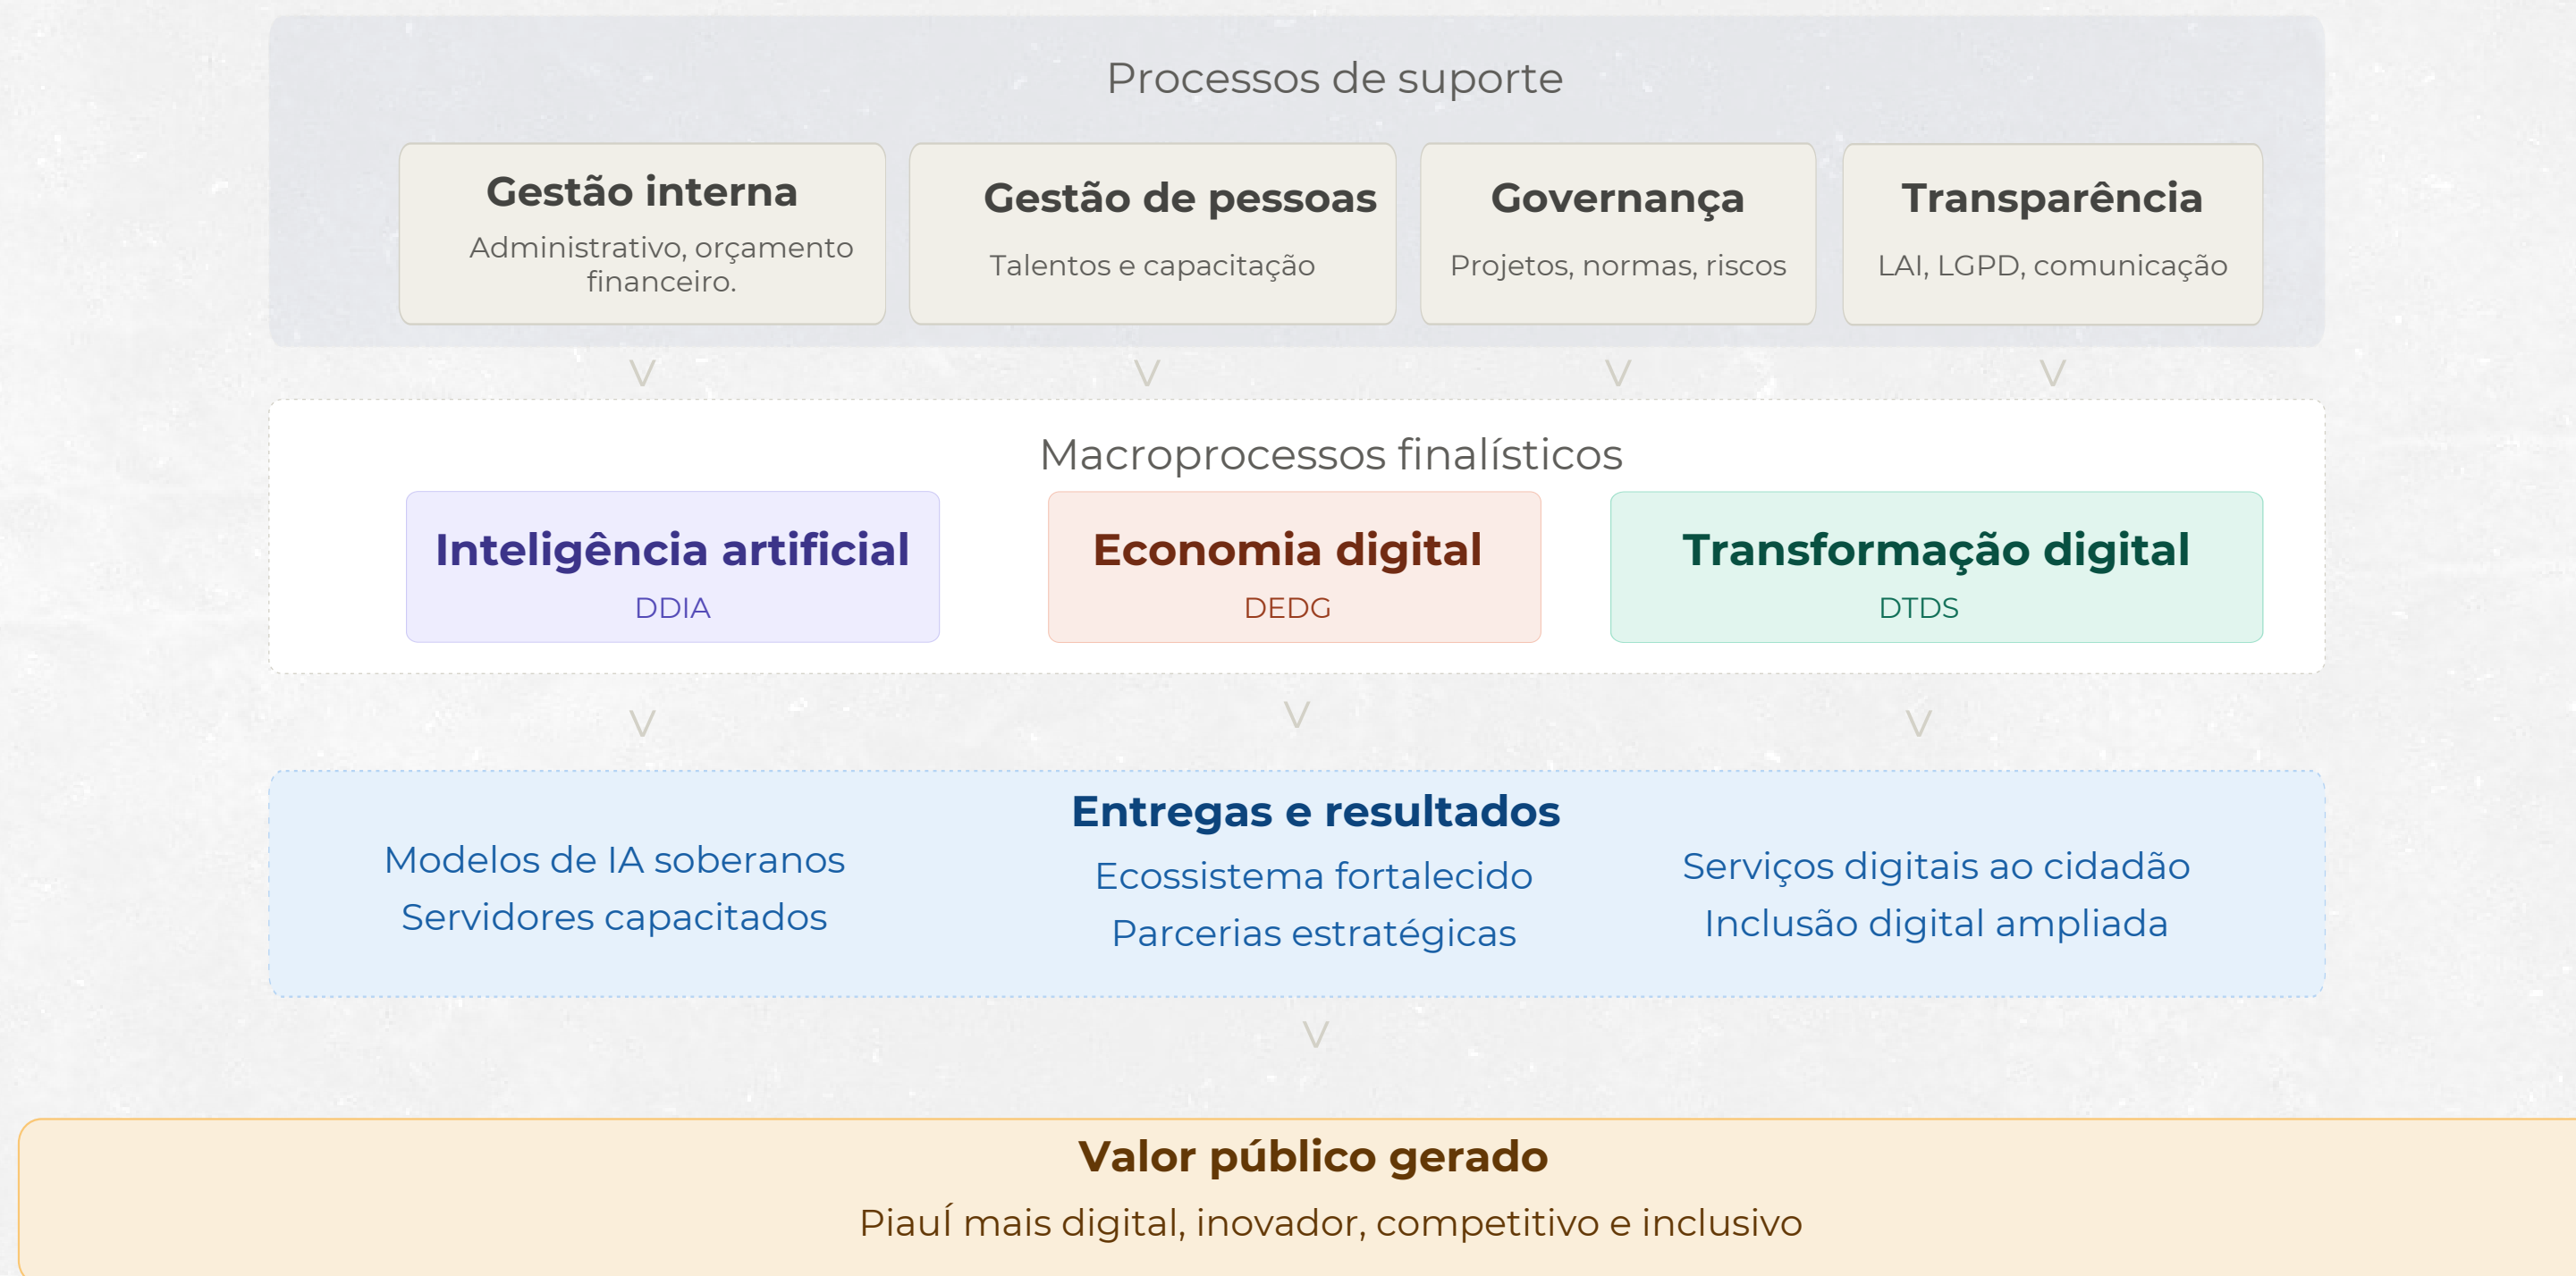 Processos de suporte
Gestão interna
Administrativo, orçamento
financeiro.
Gestão de pessoas
Talentos e capacitação
Governança
Projetos, normas, riscos
Transparência
LAI, LGPD, comunicação
V
V
V
V
Macroprocessos finalísticos
Inteligência artificial
DDIA
Economia digital
DEDG
Transformação digital
DTDS
V
V
V
Entregas e resultados
Modelos de IA soberanos
Servidores capacitados
Ecossistema fortalecido
Parcerias estratégicas
Serviços digitais ao cidadão
Inclusão digital ampliada
V
Valor público gerado
PiauÍ mais digital, inovador, competitivo e inclusivo